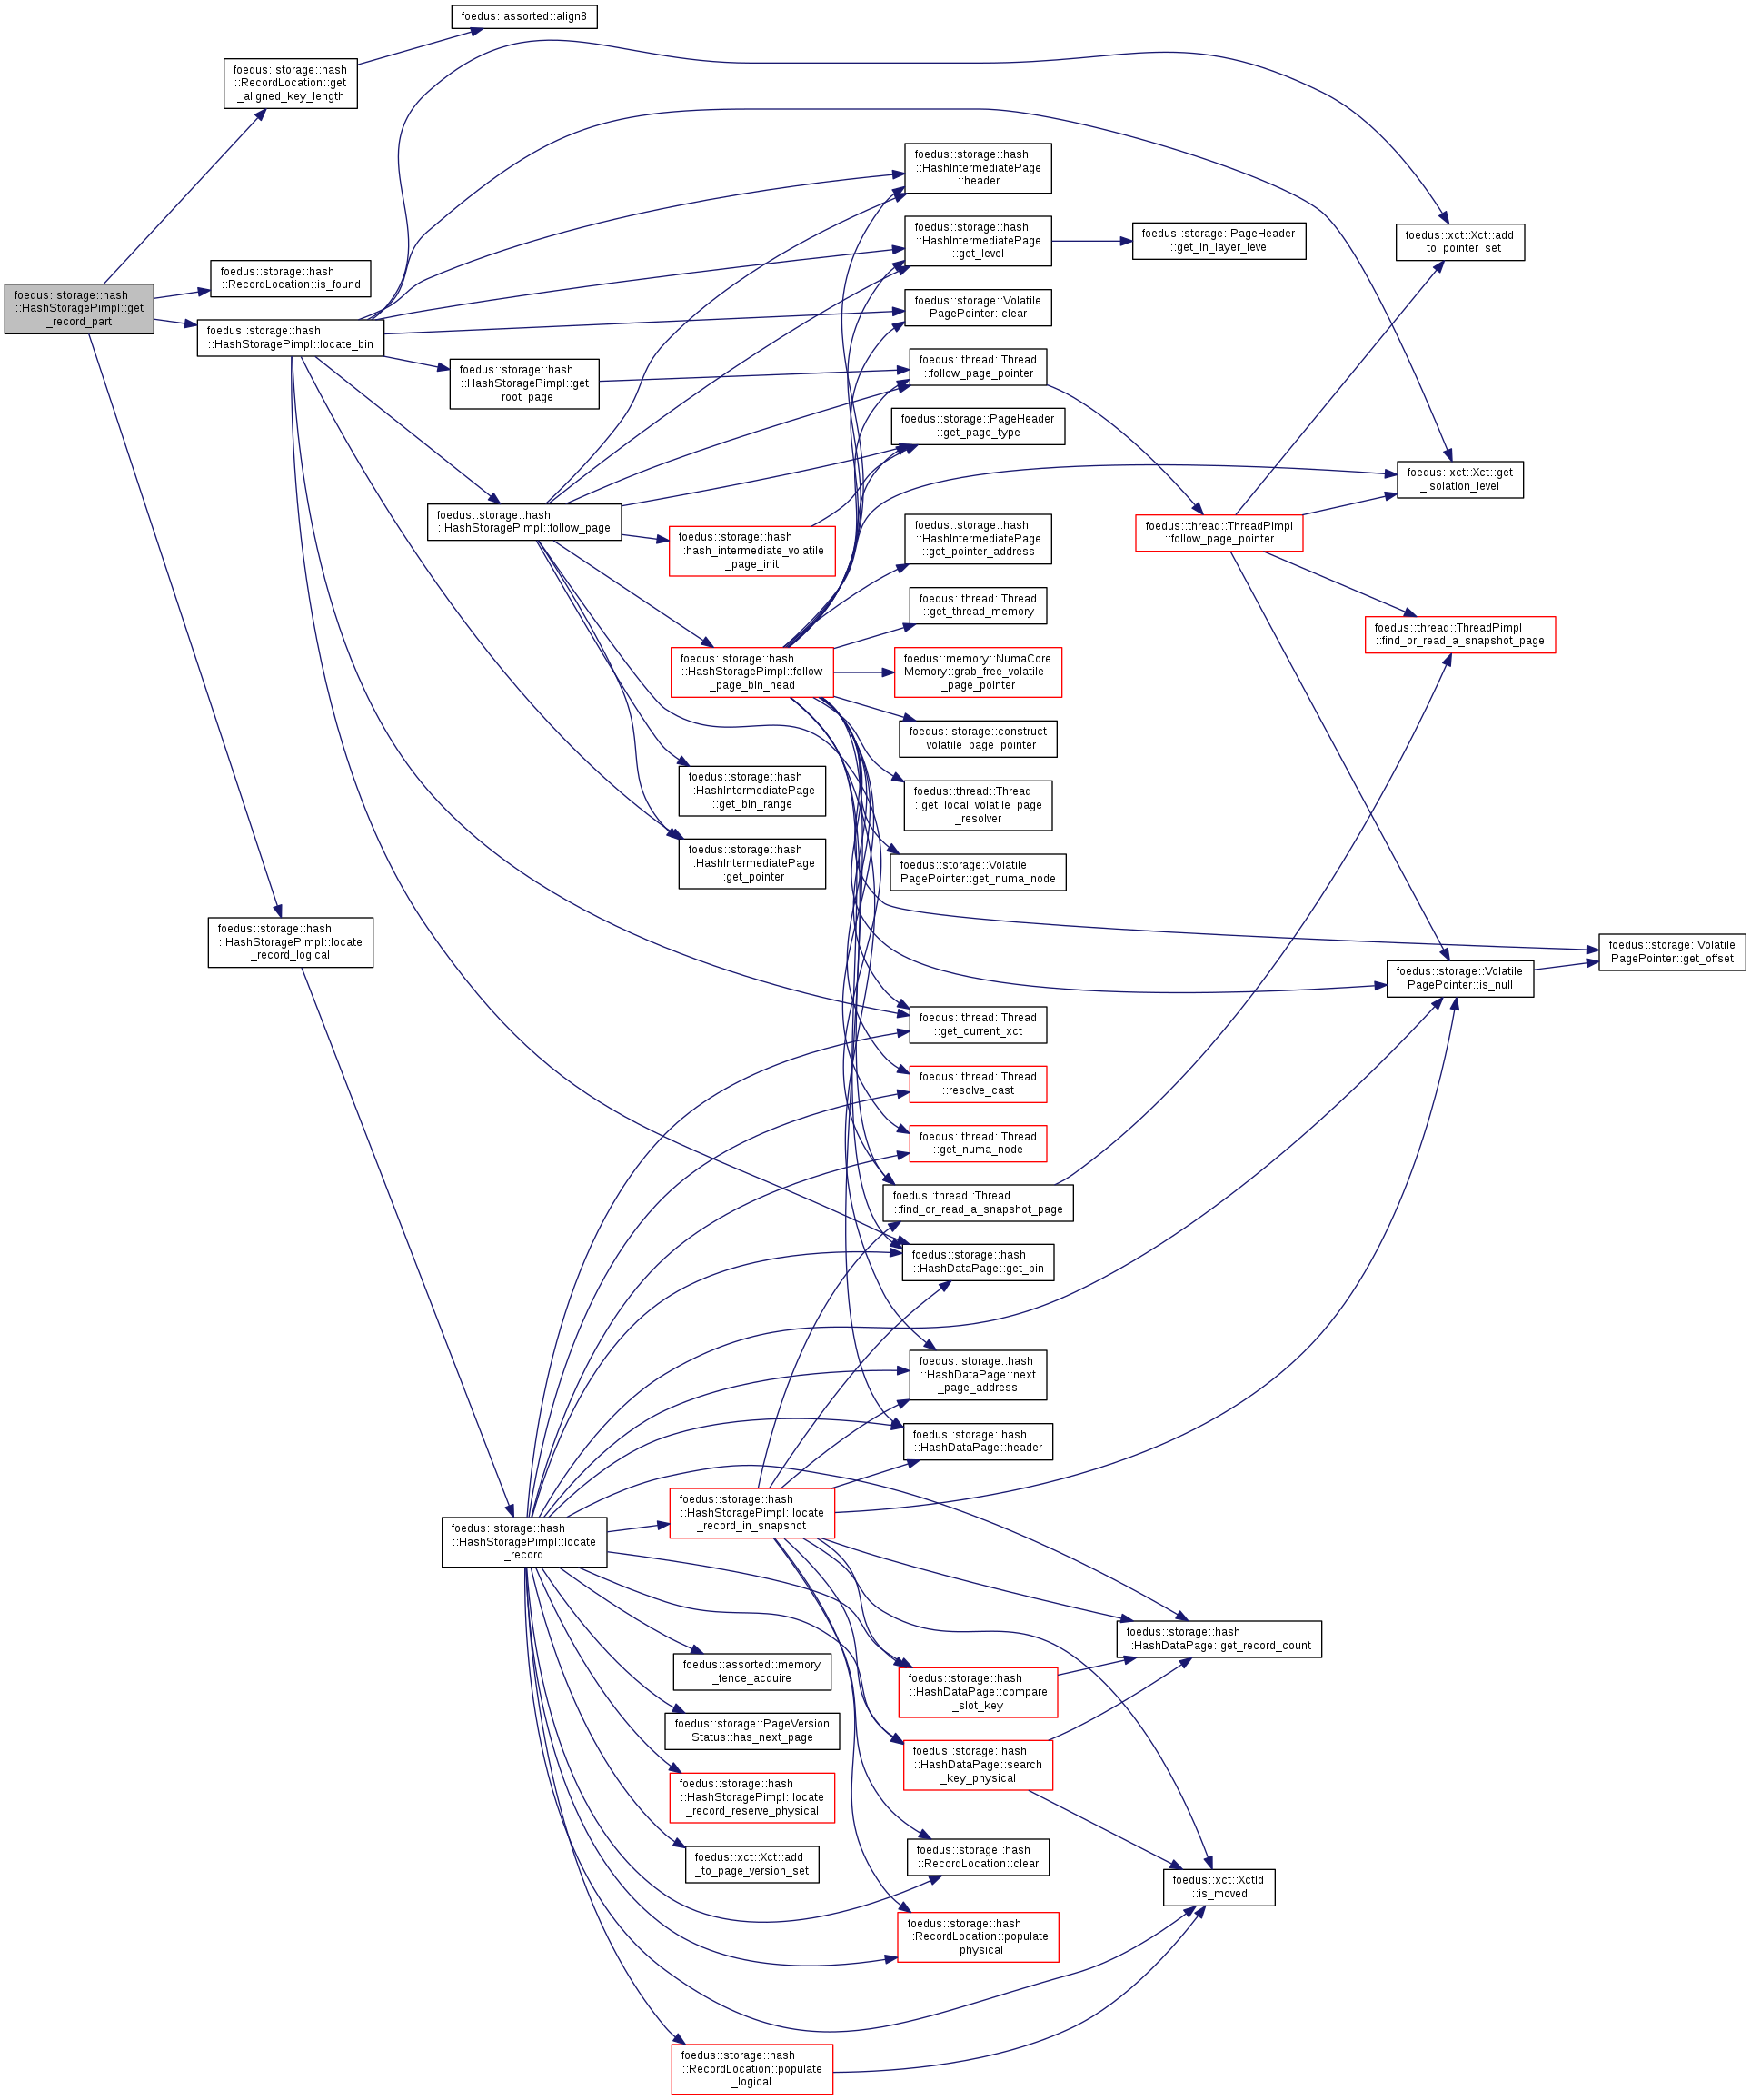 foedus::assorted::align8
foedus::storage::hash
::RecordLocation::get
_aligned_key_length
foedus::storage::hash
::HashIntermediatePage
::header
foedus::storage::hash
::HashIntermediatePage
::get_level
foedus::storage::PageHeader
::get_in_layer_level
foedus::xct::Xct::add
_to_pointer_set
foedus::storage::hash
::RecordLocation::is_found
foedus::storage::hash
::HashStoragePimpl::get
_record_part
foedus::storage::Volatile
PagePointer::clear
foedus::storage::hash
::HashStoragePimpl::locate_bin
foedus::thread::Thread
::follow_page_pointer
foedus::storage::hash
::HashStoragePimpl::get
_root_page
foedus::storage::PageHeader
::get_page_type
foedus::xct::Xct::get
_isolation_level
foedus::storage::hash
::HashStoragePimpl::follow_page
foedus::storage::hash
::HashIntermediatePage
::get_pointer_address
foedus::thread::ThreadPimpl
::follow_page_pointer
foedus::storage::hash
::hash_intermediate_volatile
_page_init
foedus::thread::Thread
::get_thread_memory
foedus::thread::ThreadPimpl
::find_or_read_a_snapshot_page
foedus::storage::hash
::HashStoragePimpl::follow
_page_bin_head
foedus::memory::NumaCore
Memory::grab_free_volatile
_page_pointer
foedus::storage::construct
_volatile_page_pointer
foedus::storage::hash
::HashIntermediatePage
::get_bin_range
foedus::thread::Thread
::get_local_volatile_page
_resolver
foedus::storage::hash
::HashIntermediatePage
::get_pointer
foedus::storage::Volatile
PagePointer::get_numa_node
foedus::storage::hash
::HashStoragePimpl::locate
_record_logical
foedus::storage::Volatile
PagePointer::get_offset
foedus::storage::Volatile
PagePointer::is_null
foedus::thread::Thread
::get_current_xct
foedus::thread::Thread
::resolve_cast
foedus::thread::Thread
::get_numa_node
foedus::thread::Thread
::find_or_read_a_snapshot_page
foedus::storage::hash
::HashDataPage::get_bin
foedus::storage::hash
::HashDataPage::next
_page_address
foedus::storage::hash
::HashDataPage::header
foedus::storage::hash
::HashStoragePimpl::locate
_record_in_snapshot
foedus::storage::hash
::HashStoragePimpl::locate
_record
foedus::storage::hash
::HashDataPage::get_record_count
foedus::assorted::memory
_fence_acquire
foedus::storage::hash
::HashDataPage::compare
_slot_key
foedus::storage::PageVersion
Status::has_next_page
foedus::storage::hash
::HashDataPage::search
_key_physical
foedus::storage::hash
::HashStoragePimpl::locate
_record_reserve_physical
foedus::xct::Xct::add
_to_page_version_set
foedus::storage::hash
::RecordLocation::clear
foedus::xct::XctId
::is_moved
foedus::storage::hash
::RecordLocation::populate
_physical
foedus::storage::hash
::RecordLocation::populate
_logical